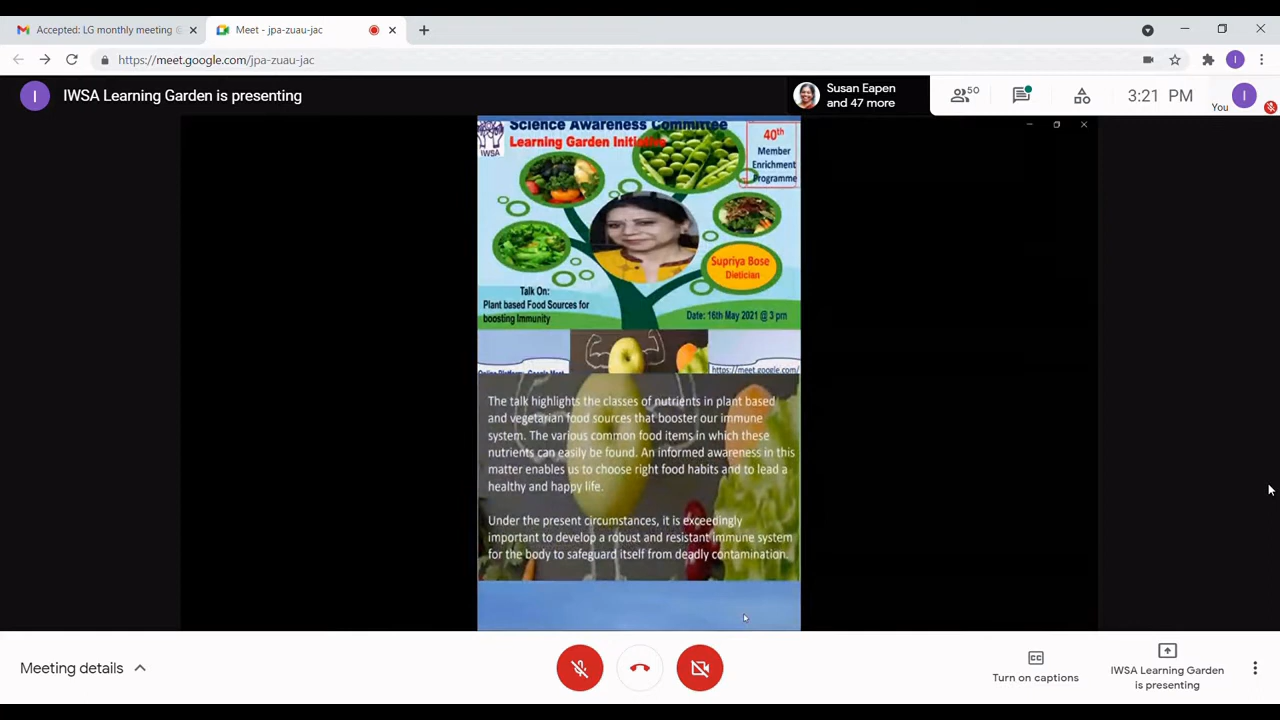 Accepted: LG monthly meeting
Meet - jpa-zuau-jac
https://meet.google.com/jpa-zuau-jac
I
IWSA Learning Garden is presenting
Susan Eapen
and 47 more
50
3:21 PM
You
I
Science Awareness Committee
Learning Garden Initiative
IWSA
40th
Member
Enrichment
Programme
Supriya Bose
Dietician
Talk On:
Plant based Food Sources for
boosting Immunity
Date: 16th May 2021 @ 3 pm
Online Platform: Google Meet
https://meet.google.com/
The talk highlights the classes of nutrients in plant based
and vegetarian food sources that booster our immune
system. The various common food items in which these
nutrients can easily be found. An informed awareness in this
matter enables us to choose right food habits and to lead a
healthy and happy life.
Under the present circumstances, it is exceedingly
important to develop a robust and resistant immune system
for the body to safeguard itself from deadly contamination.
Meeting details
CC
Turn on captions
IWSA Learning Garden
is presenting